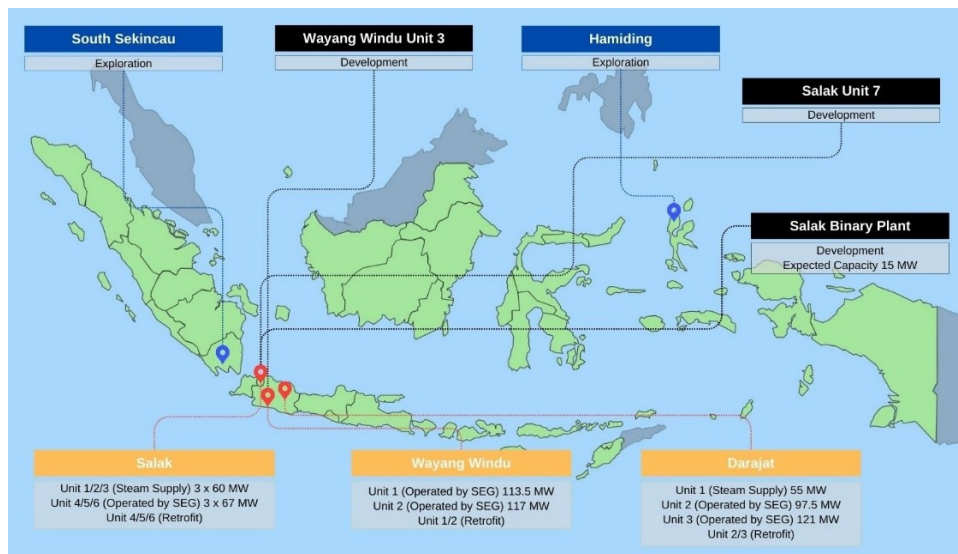 South Sekincau
Exploration
Wayang Windu Unit 3
Development
Hamiding
Exploration
Salak Unit 7
Development
Salak Binary Plant
Development
Expected Capacity 15 MW
Salak
Unit 1/2/3 (Steam Supply) 3 x 60 MW
Unit 4/5/6 (Operated by SEG) 3 x 67 MW
Unit 4/5/6 (Retrofit)
Wayang Windu
Unit 1 (Operated by SEG) 113.5 MW
Unit 2 (Operated by SEG) 117 MW
Unit 1/2 (Retrofit)
Darajat
Unit 1 (Steam Supply) 55 MW
Unit 2 (Operated by SEG) 97.5 MW
Unit 3 (Operated by SEG) 121 MW
Unit 2/3 (Retrofit)